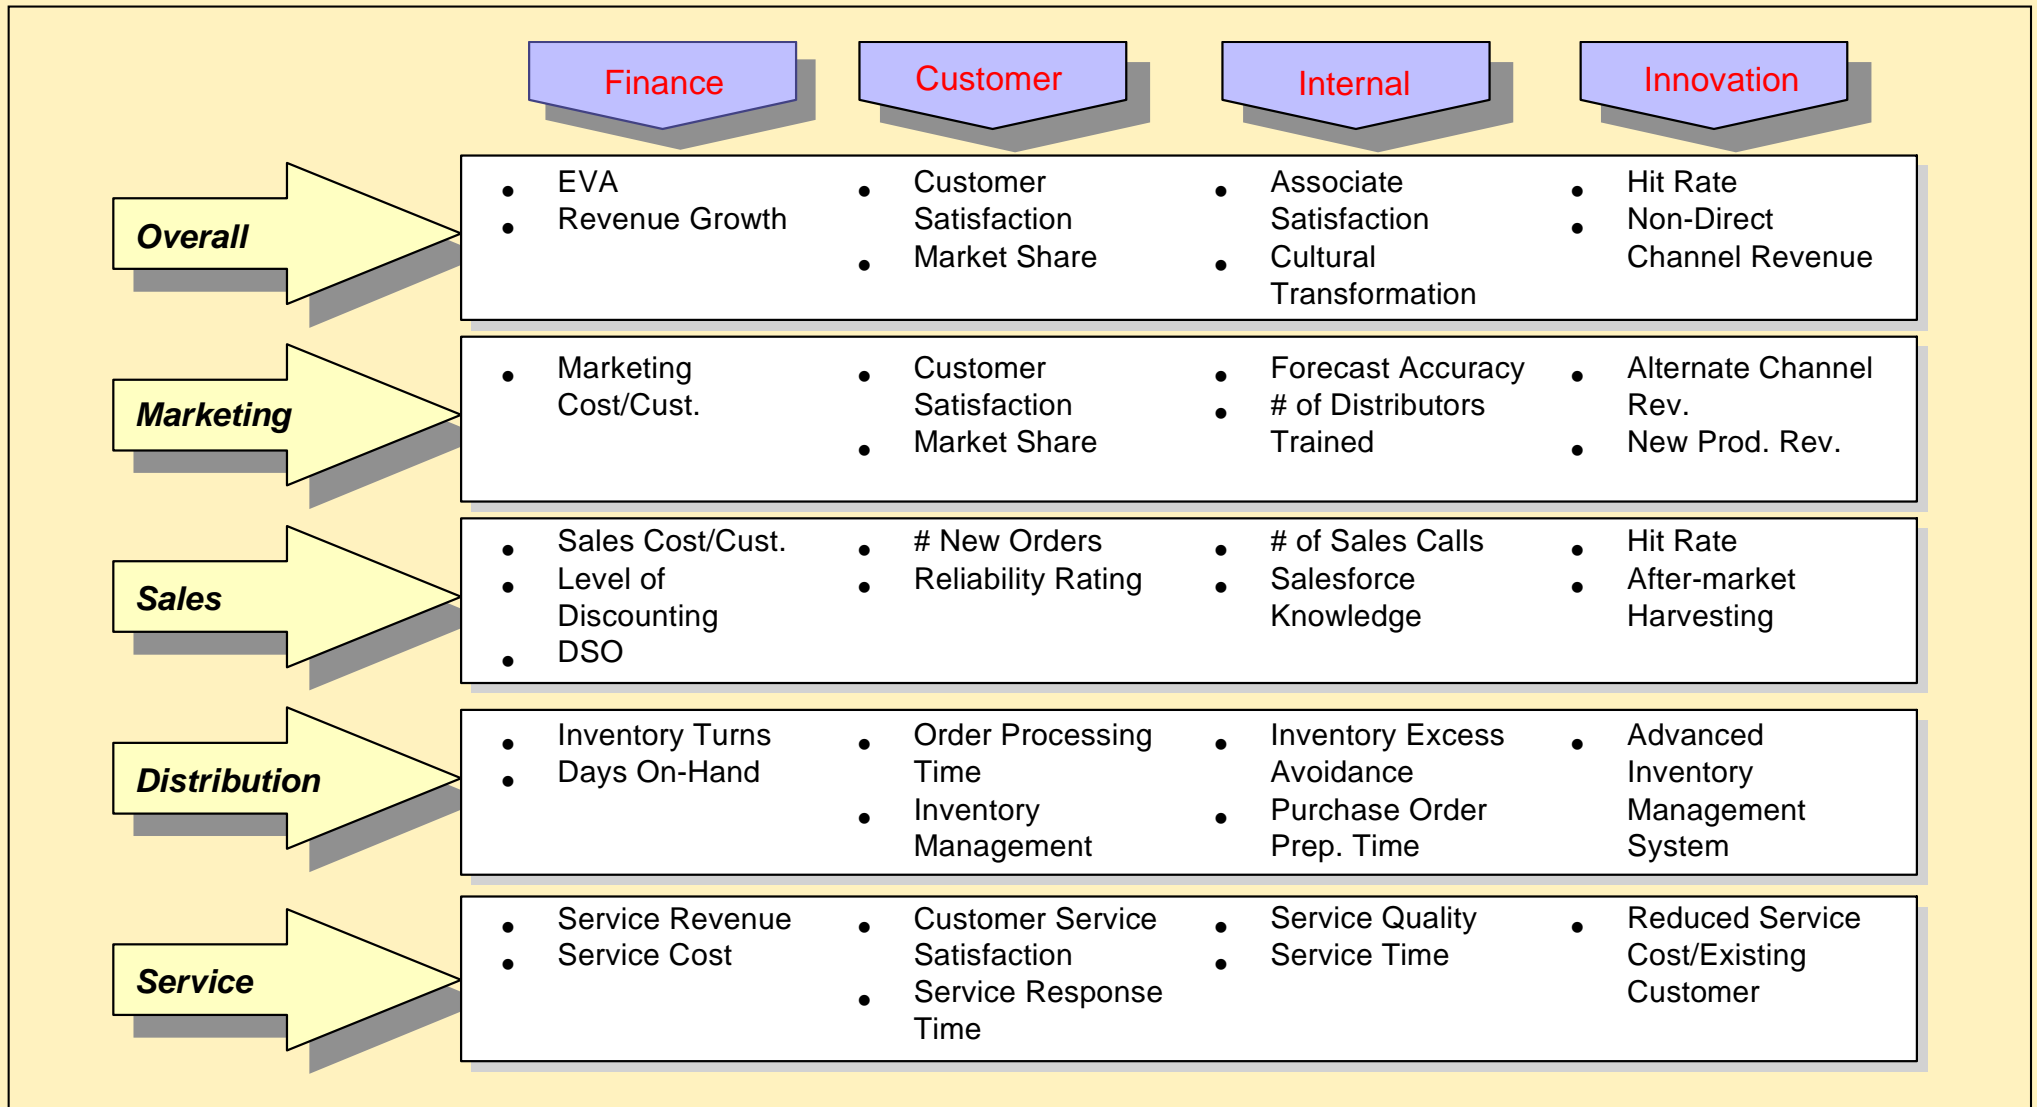 Finance
Customer
Internal
Innovation
Overall
• EVA
• Revenue Growth
• Customer
Satisfaction
• Market Share
• Associate
Satisfaction
• Cultural
Transformation
• Hit Rate
• Non-Direct
Channel Revenue
Marketing
• Marketing
Cost/Cust.
• Customer
Satisfaction
• Market Share
• Forecast Accuracy
• # of Distributors
Trained
• Alternate Channel
Rev.
• New Prod. Rev.
Sales
• Sales Cost/Cust.
• Level of
Discounting
• DSO
• # New Orders
• Reliability Rating
• # of Sales Calls
• Salesforce
Knowledge
• Hit Rate
• After-market
Harvesting
Distribution
• Inventory Turns
• Days On-Hand
• Order Processing
Time
• Inventory
Management
• Inventory Excess
Avoidance
• Purchase Order
Prep. Time
• Advanced
Inventory
Management
System
Service
• Service Revenue
• Service Cost
• Customer Service
Satisfaction
• Service Response
Time
• Service Quality
• Service Time
• Reduced Service
Cost/Existing
Customer